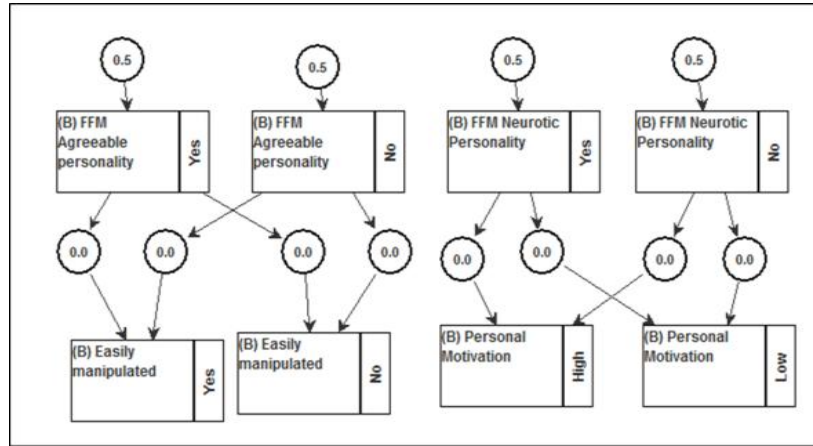 0.5
0.5
0.5
0.5
(B) FFM
Agreeable
personality
Yes
(B) FFM
Agreeable
personality
No
(B) FFM Neurotic
Personality
Yes
(B) FFM Neurotic
Personality
No
0.0
0.0
0.0
0.0
0.0
0.0
0.0
0.0
(B) Easily
manipulated
Yes
(B) Easily
manipulated
No
(B) Personal
Motivation
High
(B) Personal
Motivation
Low